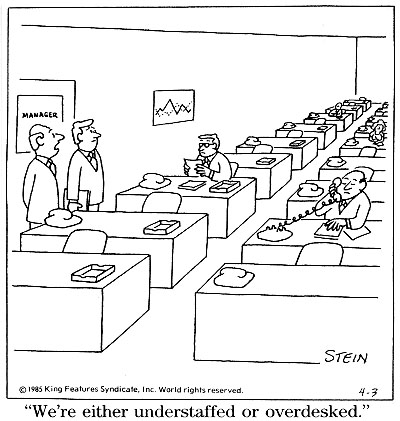 MANAGER
STEIN
© 1985 King Features Syndicate, Inc. World rights reserved.
4-3
"We're either understaffed or overdesked."